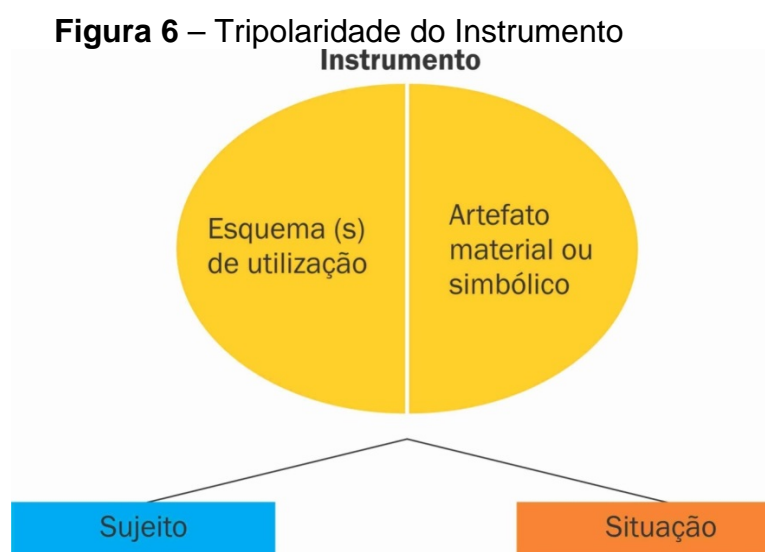 Figura 6 – Tripolaridade do Instrumento
Instrumento
Esquema (s)
de utilização
Artefato
material ou
simbólico
Sujeito
Situação